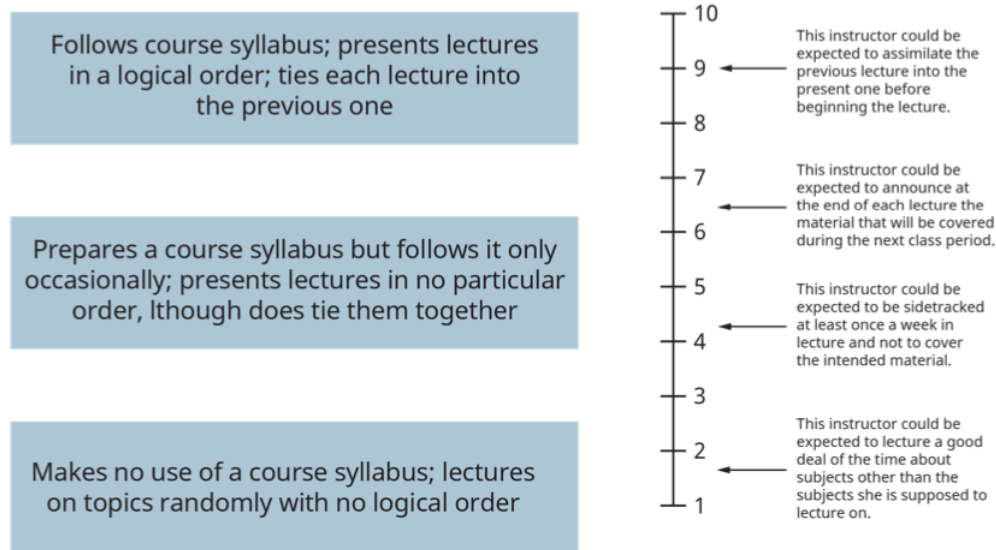 Follows course syllabus; presents lectures
in a logical order; ties each lecture into
the previous one
Prepares a course syllabus but follows it only
occasionally; presents lectures in no particular
order, lthough does tie them together
Makes no use of a course syllabus; lectures
on topics randomly with no logical order
10
9
8
7
6
5
4
3
2
1
This instructor could be
expected to assimilate the
previous lecture into the
present one before
beginning the lecture.
This instructor could be
expected to announce at
the end of each lecture the
material that will be covered
during the next class period.
This instructor could be
expected to be sidetracked
at least once a week in
lecture and not to cover
the intended material.
This instructor could be
expected to lecture a good
deal of the time about
subjects other than the
subjects she is supposed to
lecture on.